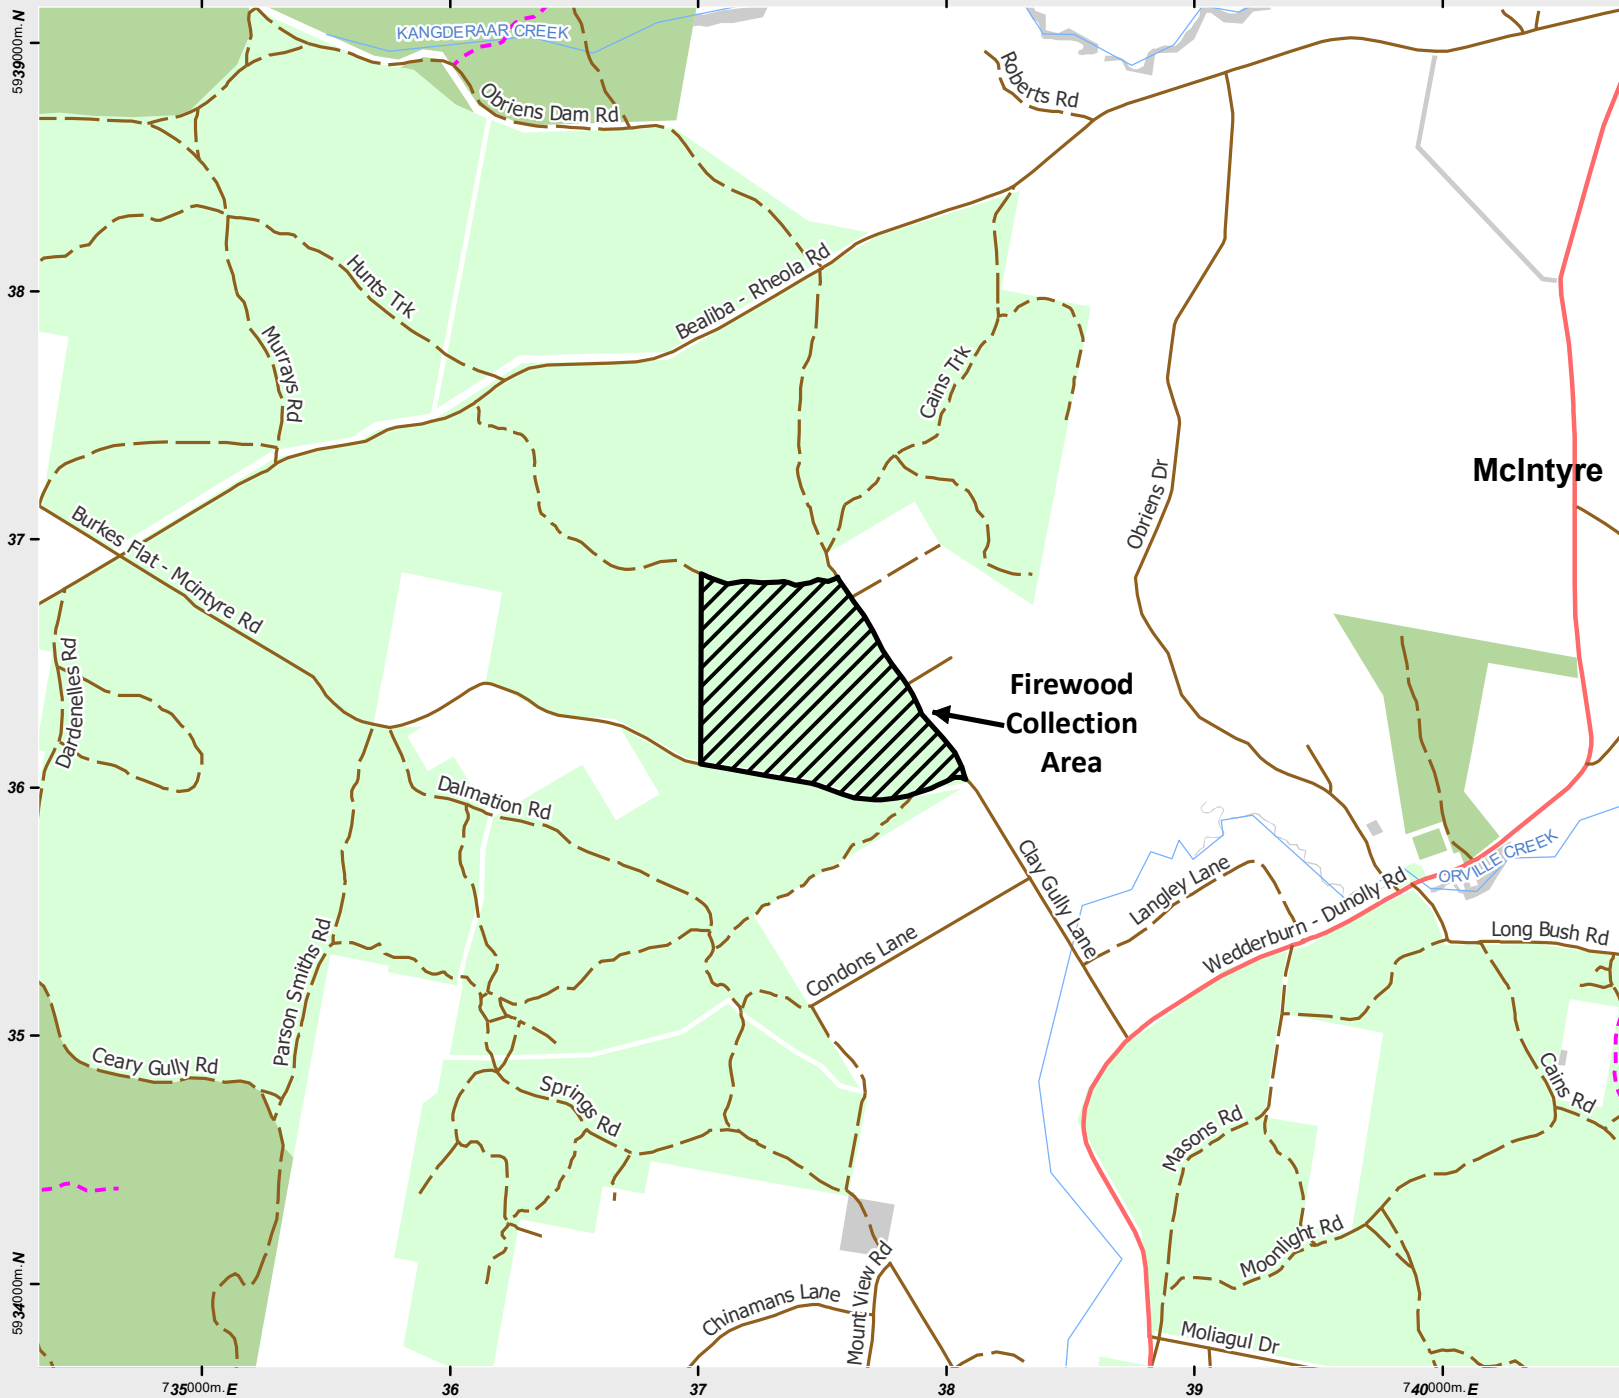 KANGDERAAR CREEK
Roberts Rd
Obriens Dam Rd
5939000m. N
38
Hunts Trk
Bealiba - Rheola Rd
Murrays Rd
Cains Trk
McIntyre
Obriens Dr
37
Burkes Flat - Mcintyre Rd
Dardenelles Rd
Firewood
Collection
Area
36
Dalmation Rd
Clay Gully Lane
ORVILLE CREEK
Langley Lane
Wedderburn - Dunolly Rd
Long Bush Rd
Condons Lane
Parson Smiths Rd
35
Ceary Gully Rd
Springs Rd
Cains Rd
Masons Rd
Moonlight Rd
Mount View Rd
5934000m. N
Chinamans Lane
Moliagul Dr
735000m. E
36
37
38
39
740000m. E